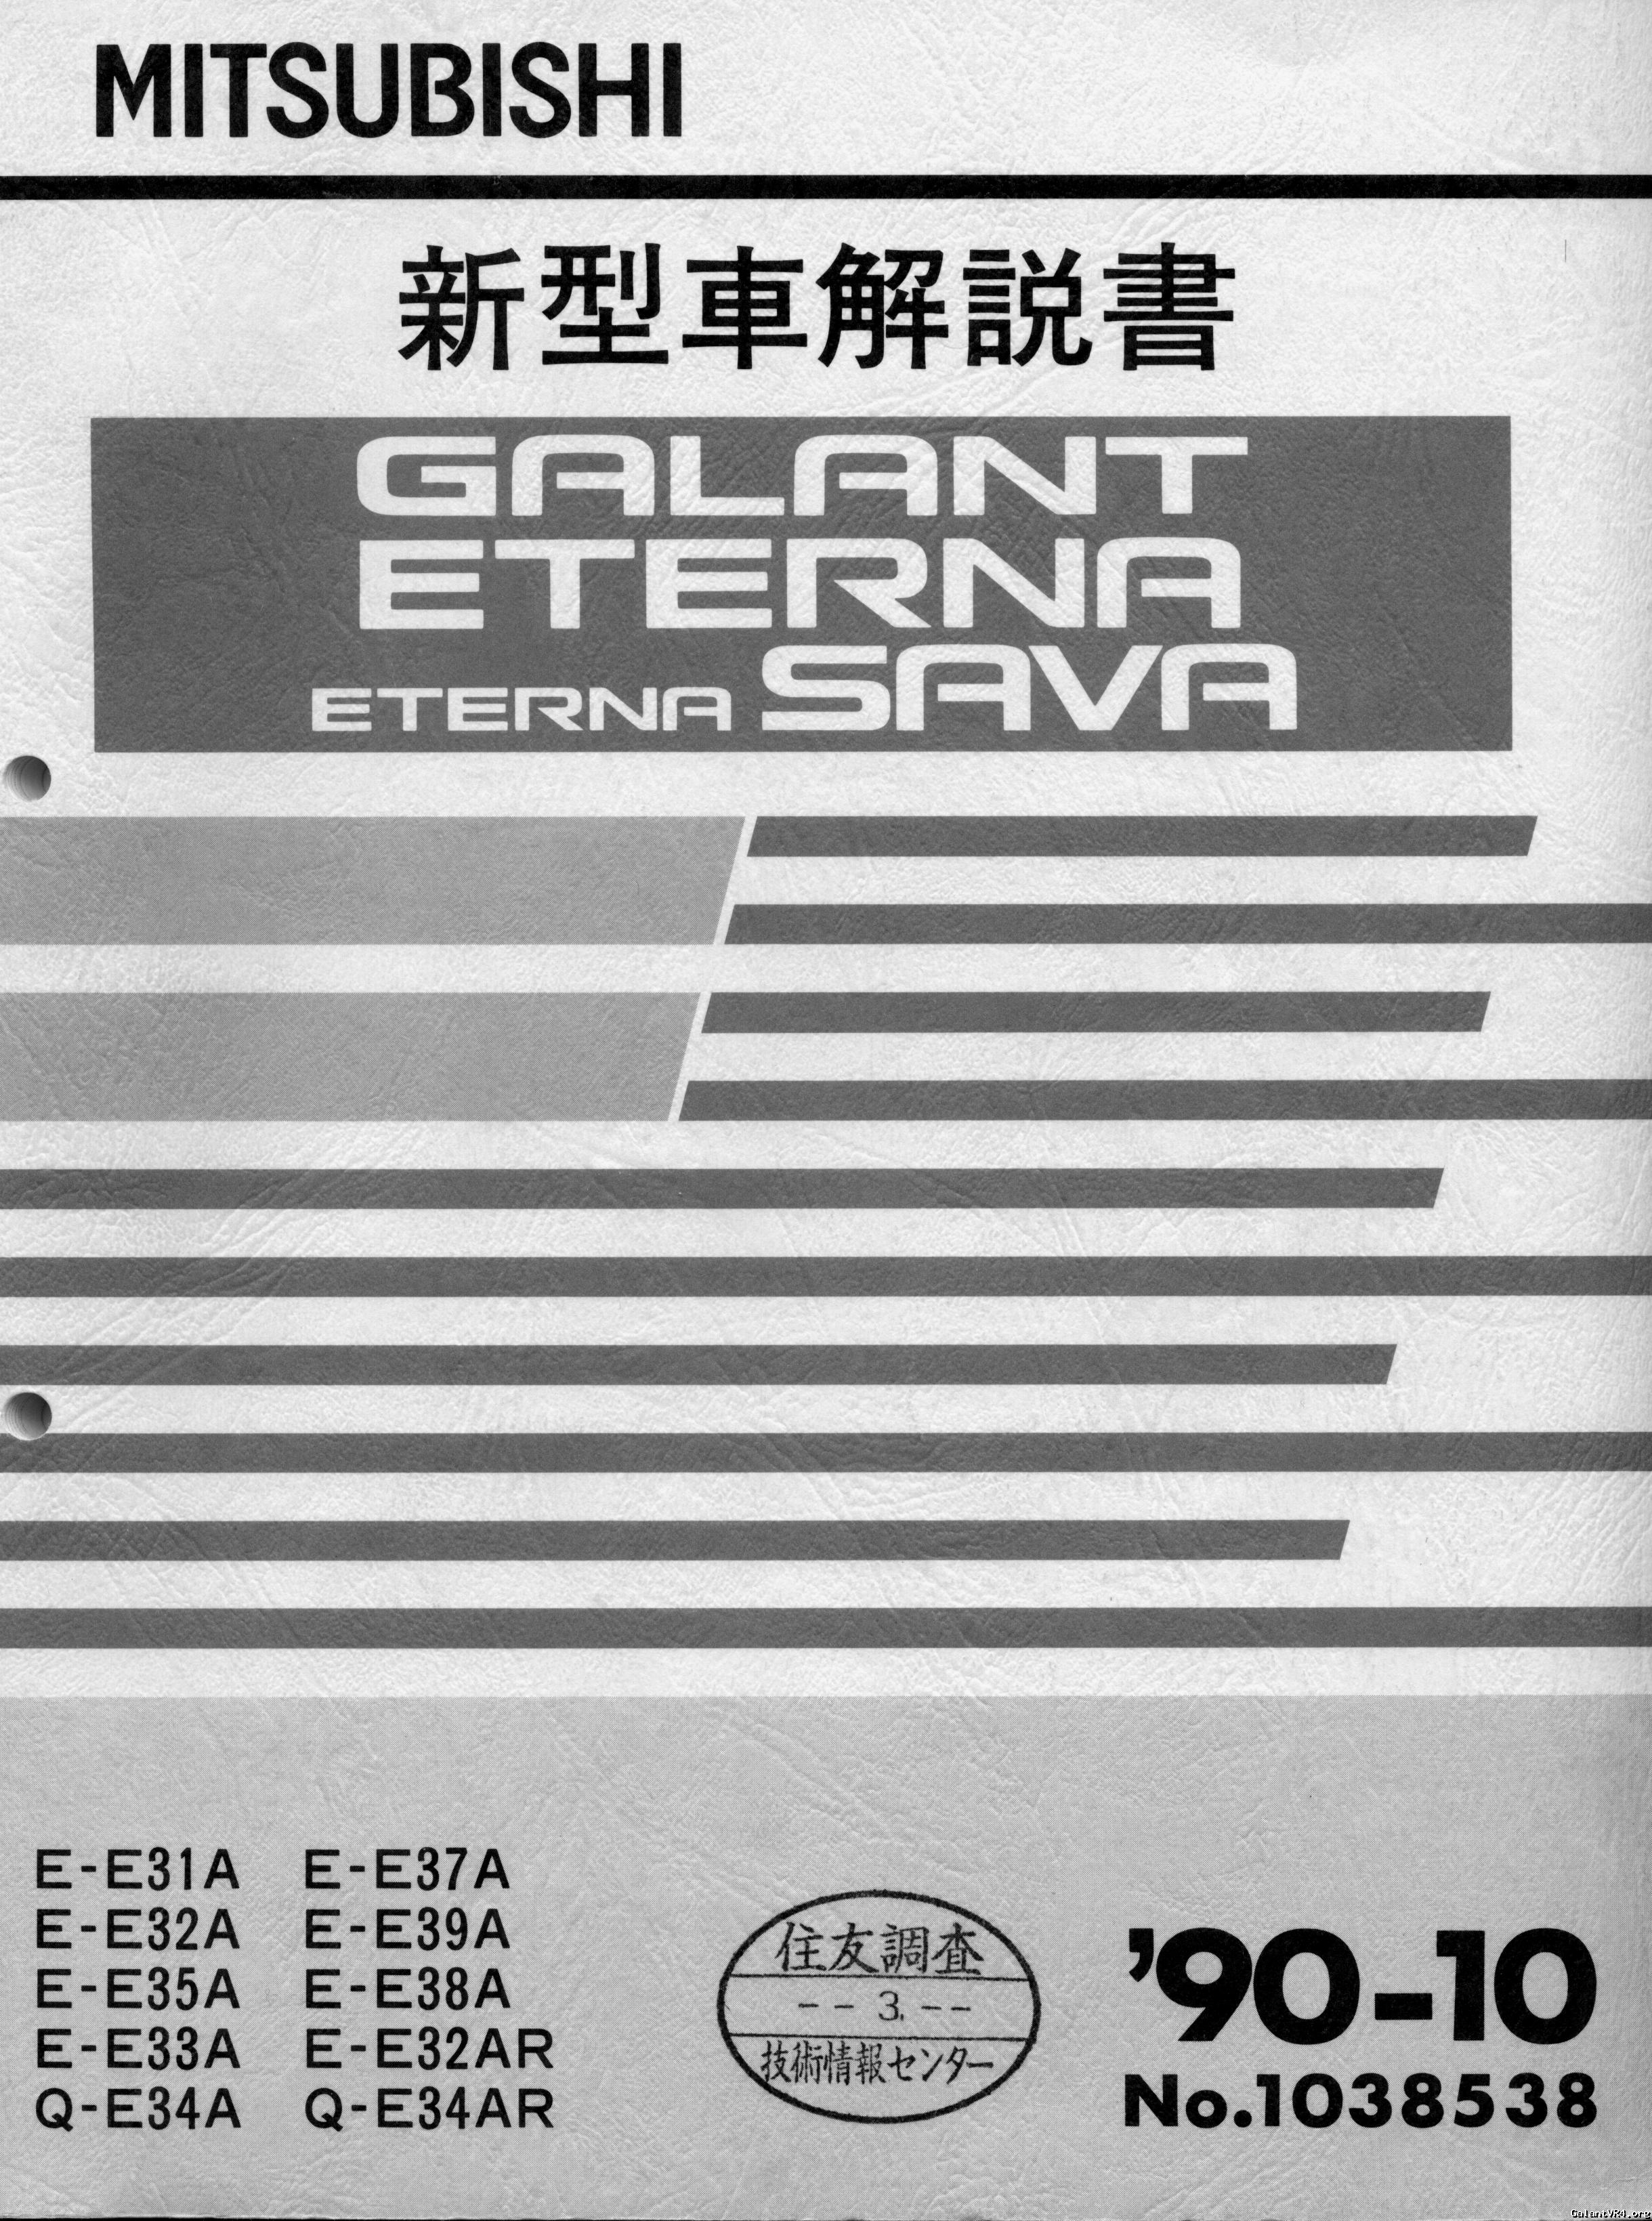 MITSUBISHI
新型車解説書
GALANT
ETERNA
ETERNA SAVA
E-E31A E-E37A
E-E32A E-E39A
E-E35A E-E38A
E-E33A E-E32AR
Q-E34A Q-E34AR
住友調査
-- 3. --
技術情報センター
'90-10
No.1038538
GalantVR4.org